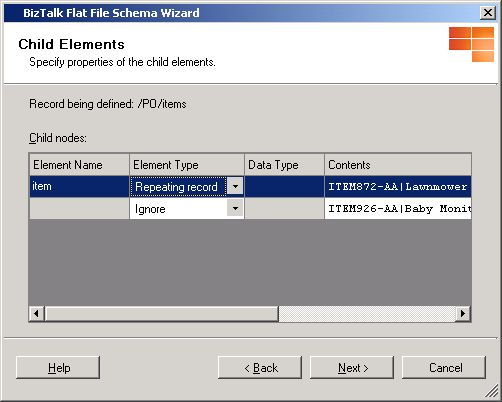 BizTalk Flat File Schema Wizard
Child Elements
Specify properties of the child elements.
Record being defined: /PO/items
Child nodes:
Element Name Element Type Data Type Contents
item Repeating record ITEM872-AA|Lawnmower
Ignore ITEM926-AA|Baby Monit
Help < Back Next > Cancel